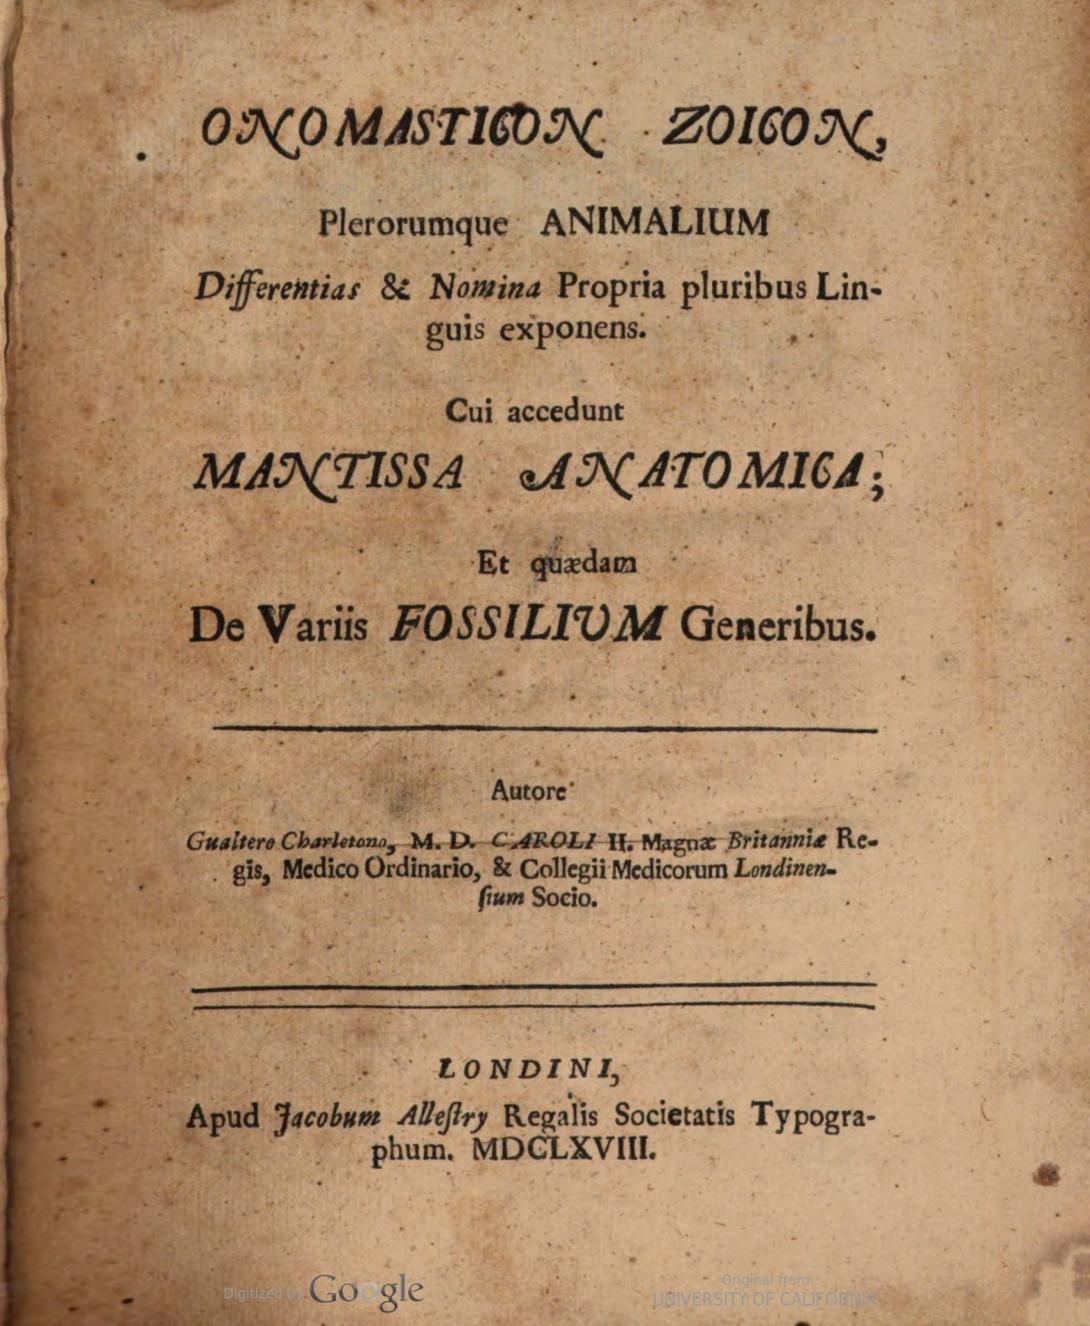 ONOMASTICON ZOICON,
Plerorumque ANIMALIUM
Differentias & Nomina Propria pluribus Lin-
guis exponens.
Cui accedunt
MANTISSA ANATOMICA;
Et quædam
De Variis FOSSILIVM Generibus.
Autore
Gualtero Charletono, M. D. CAROLI II. Magnæ Britanniæ Re-
gis, Medico Ordinario, & Collegii Medicorum Londinen-
ſium Socio.
LONDINI,
Apud Jacobum Alleſtry Regalis Societatis Typogra-
phum. MDCLXVIII.
Digitized by Google
Original from
UNIVERSITY OF CALIFORNIA